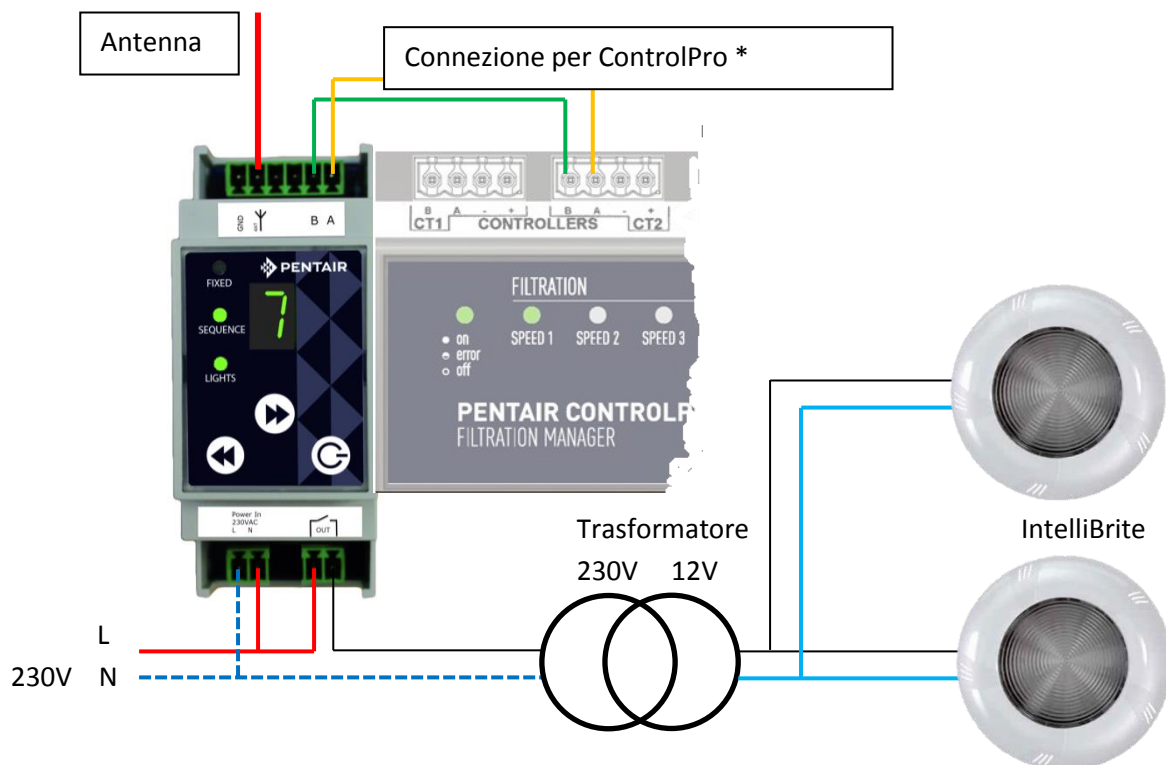 Antenna
Connezione per ControlPro *
GND
B A
B A - + B A - +
CT1 CONTROLLERS CT2
PENTAIR
FIXED
7
SEQUENCE
LIGHTS
FILTRATION
on
error
off
SPEED 1 SPEED 2 SPEED 3
PENTAIR CONTROLP
FILTRATION MANAGER
Power In
230VAC
L N
OUT
Trasformatore
230V 12V
IntelliBrite
L
230V N